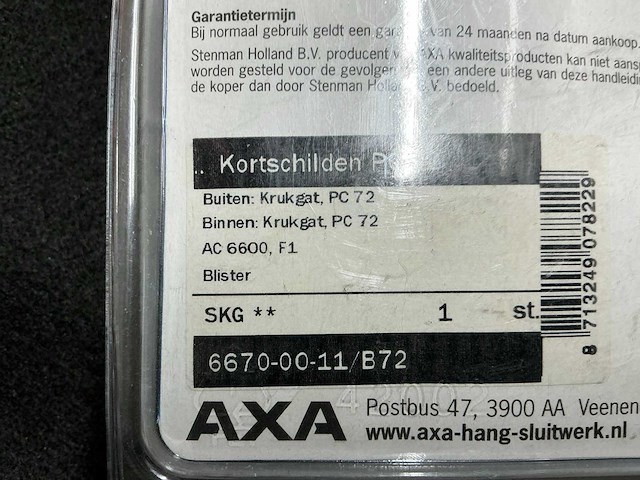 Garantietermijn
Bij normaal gebruik geldt een van 24 maanden na datum aankoop.
Stenman Holland B.V. producent AXA kwaliteitsproducten kan niet aans
worden gesteld voor de gevolgen een andere uitleg van deze handleidin
de koper dan door Stenman Holland B.V. bedoeld.
Kortschilden
Buiten: Krukgat, PC 72
Binnen: Krukgat, PC 72
AC 6600, F1
Blister
SKG ** 1 st.
6670-00-11/B72
8 713249 078229
AXA Postbus 47, 3900 AA Veenen
www.axa-hang-sluitwerk.nl